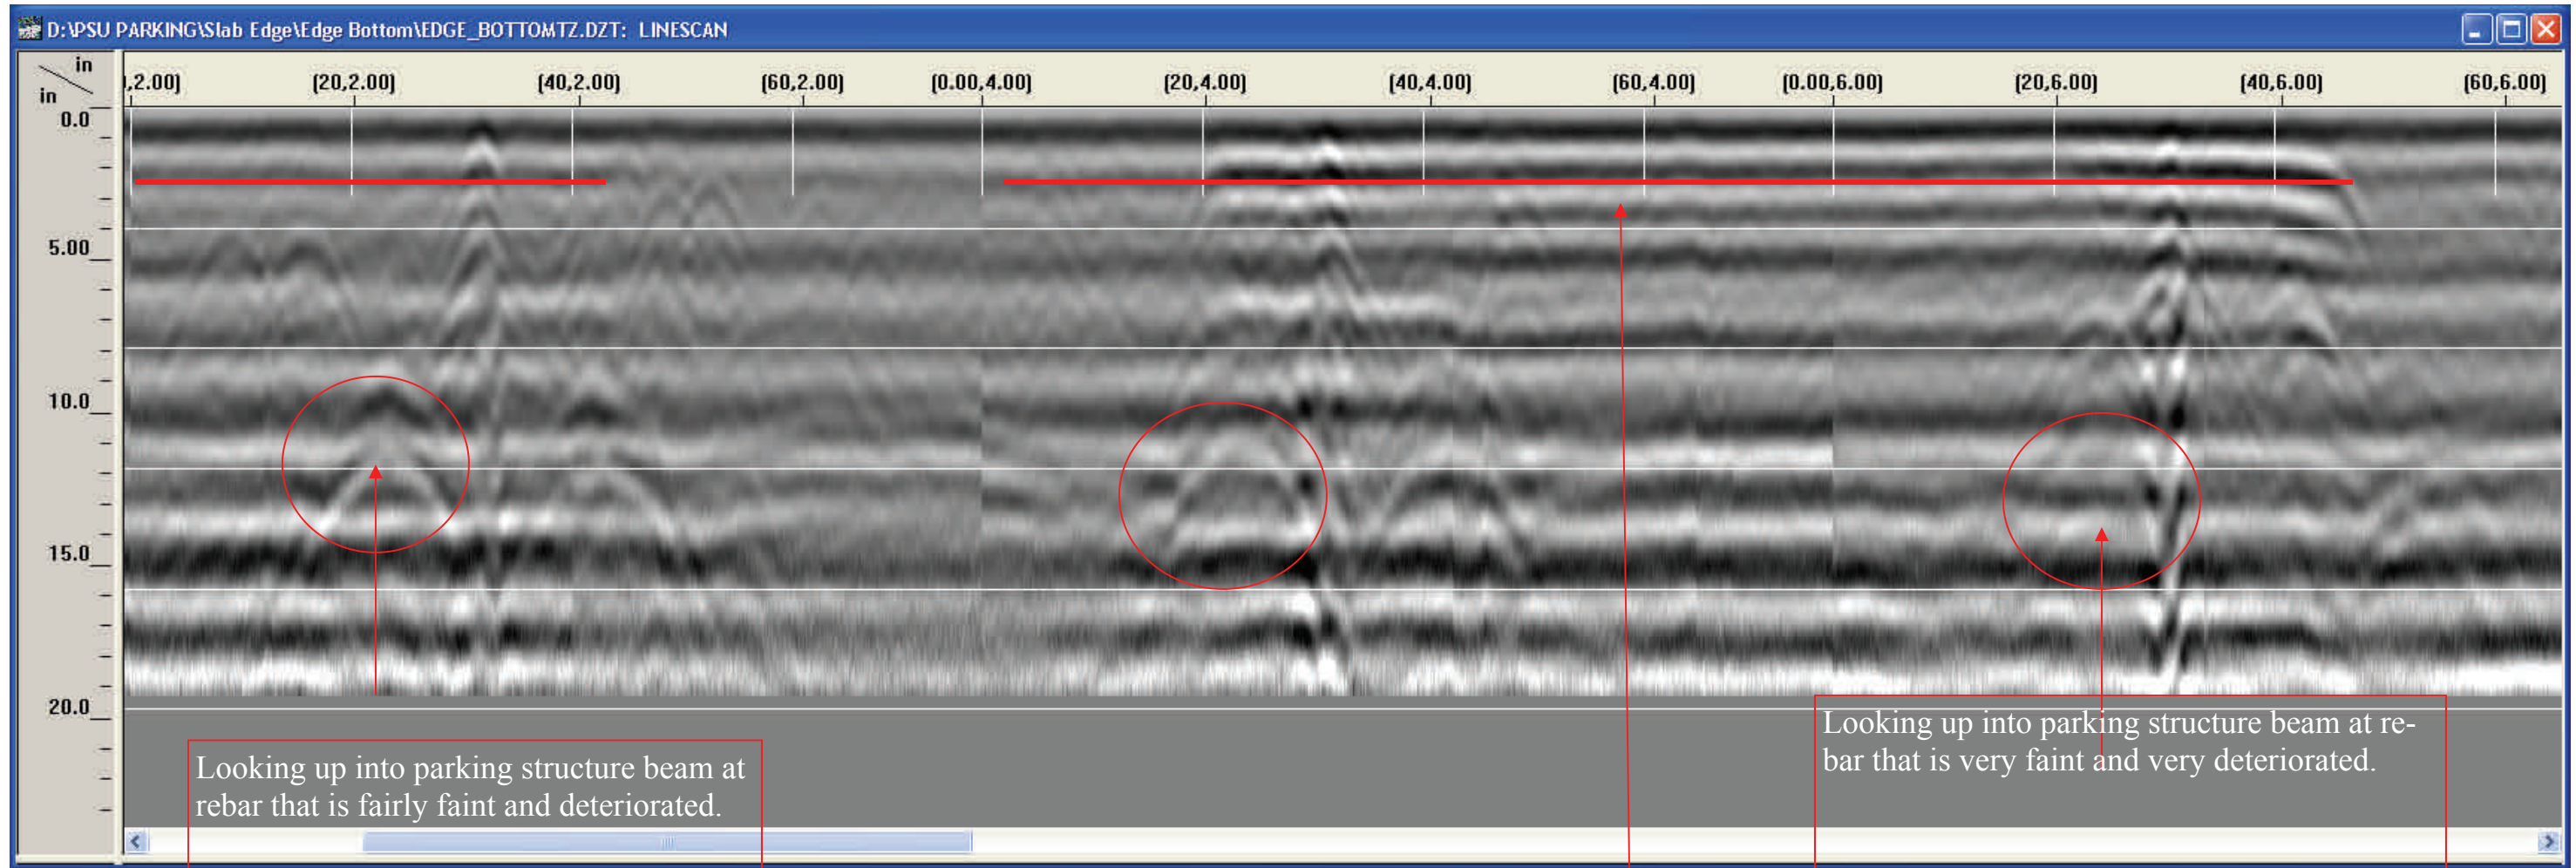 D:\PSU PARKING\Slab Edge\Edge Bottom\EDGE_BOTTOMTZ.DZT: LINESCAN
in
in
,2.00) (20,2.00) (40,2.00) (60,2.00) (0.00,4.00) (20,4.00) (40,4.00) (60,4.00) (0.00,6.00) (20,6.00) (40,6.00) (60,6.00)
0.0
5.00
10.0
15.0
20.0
Looking up into parking structure beam at
rebar that is fairly faint and deteriorated.
Looking up into parking structure beam at re-
bar that is very faint and very deteriorated.